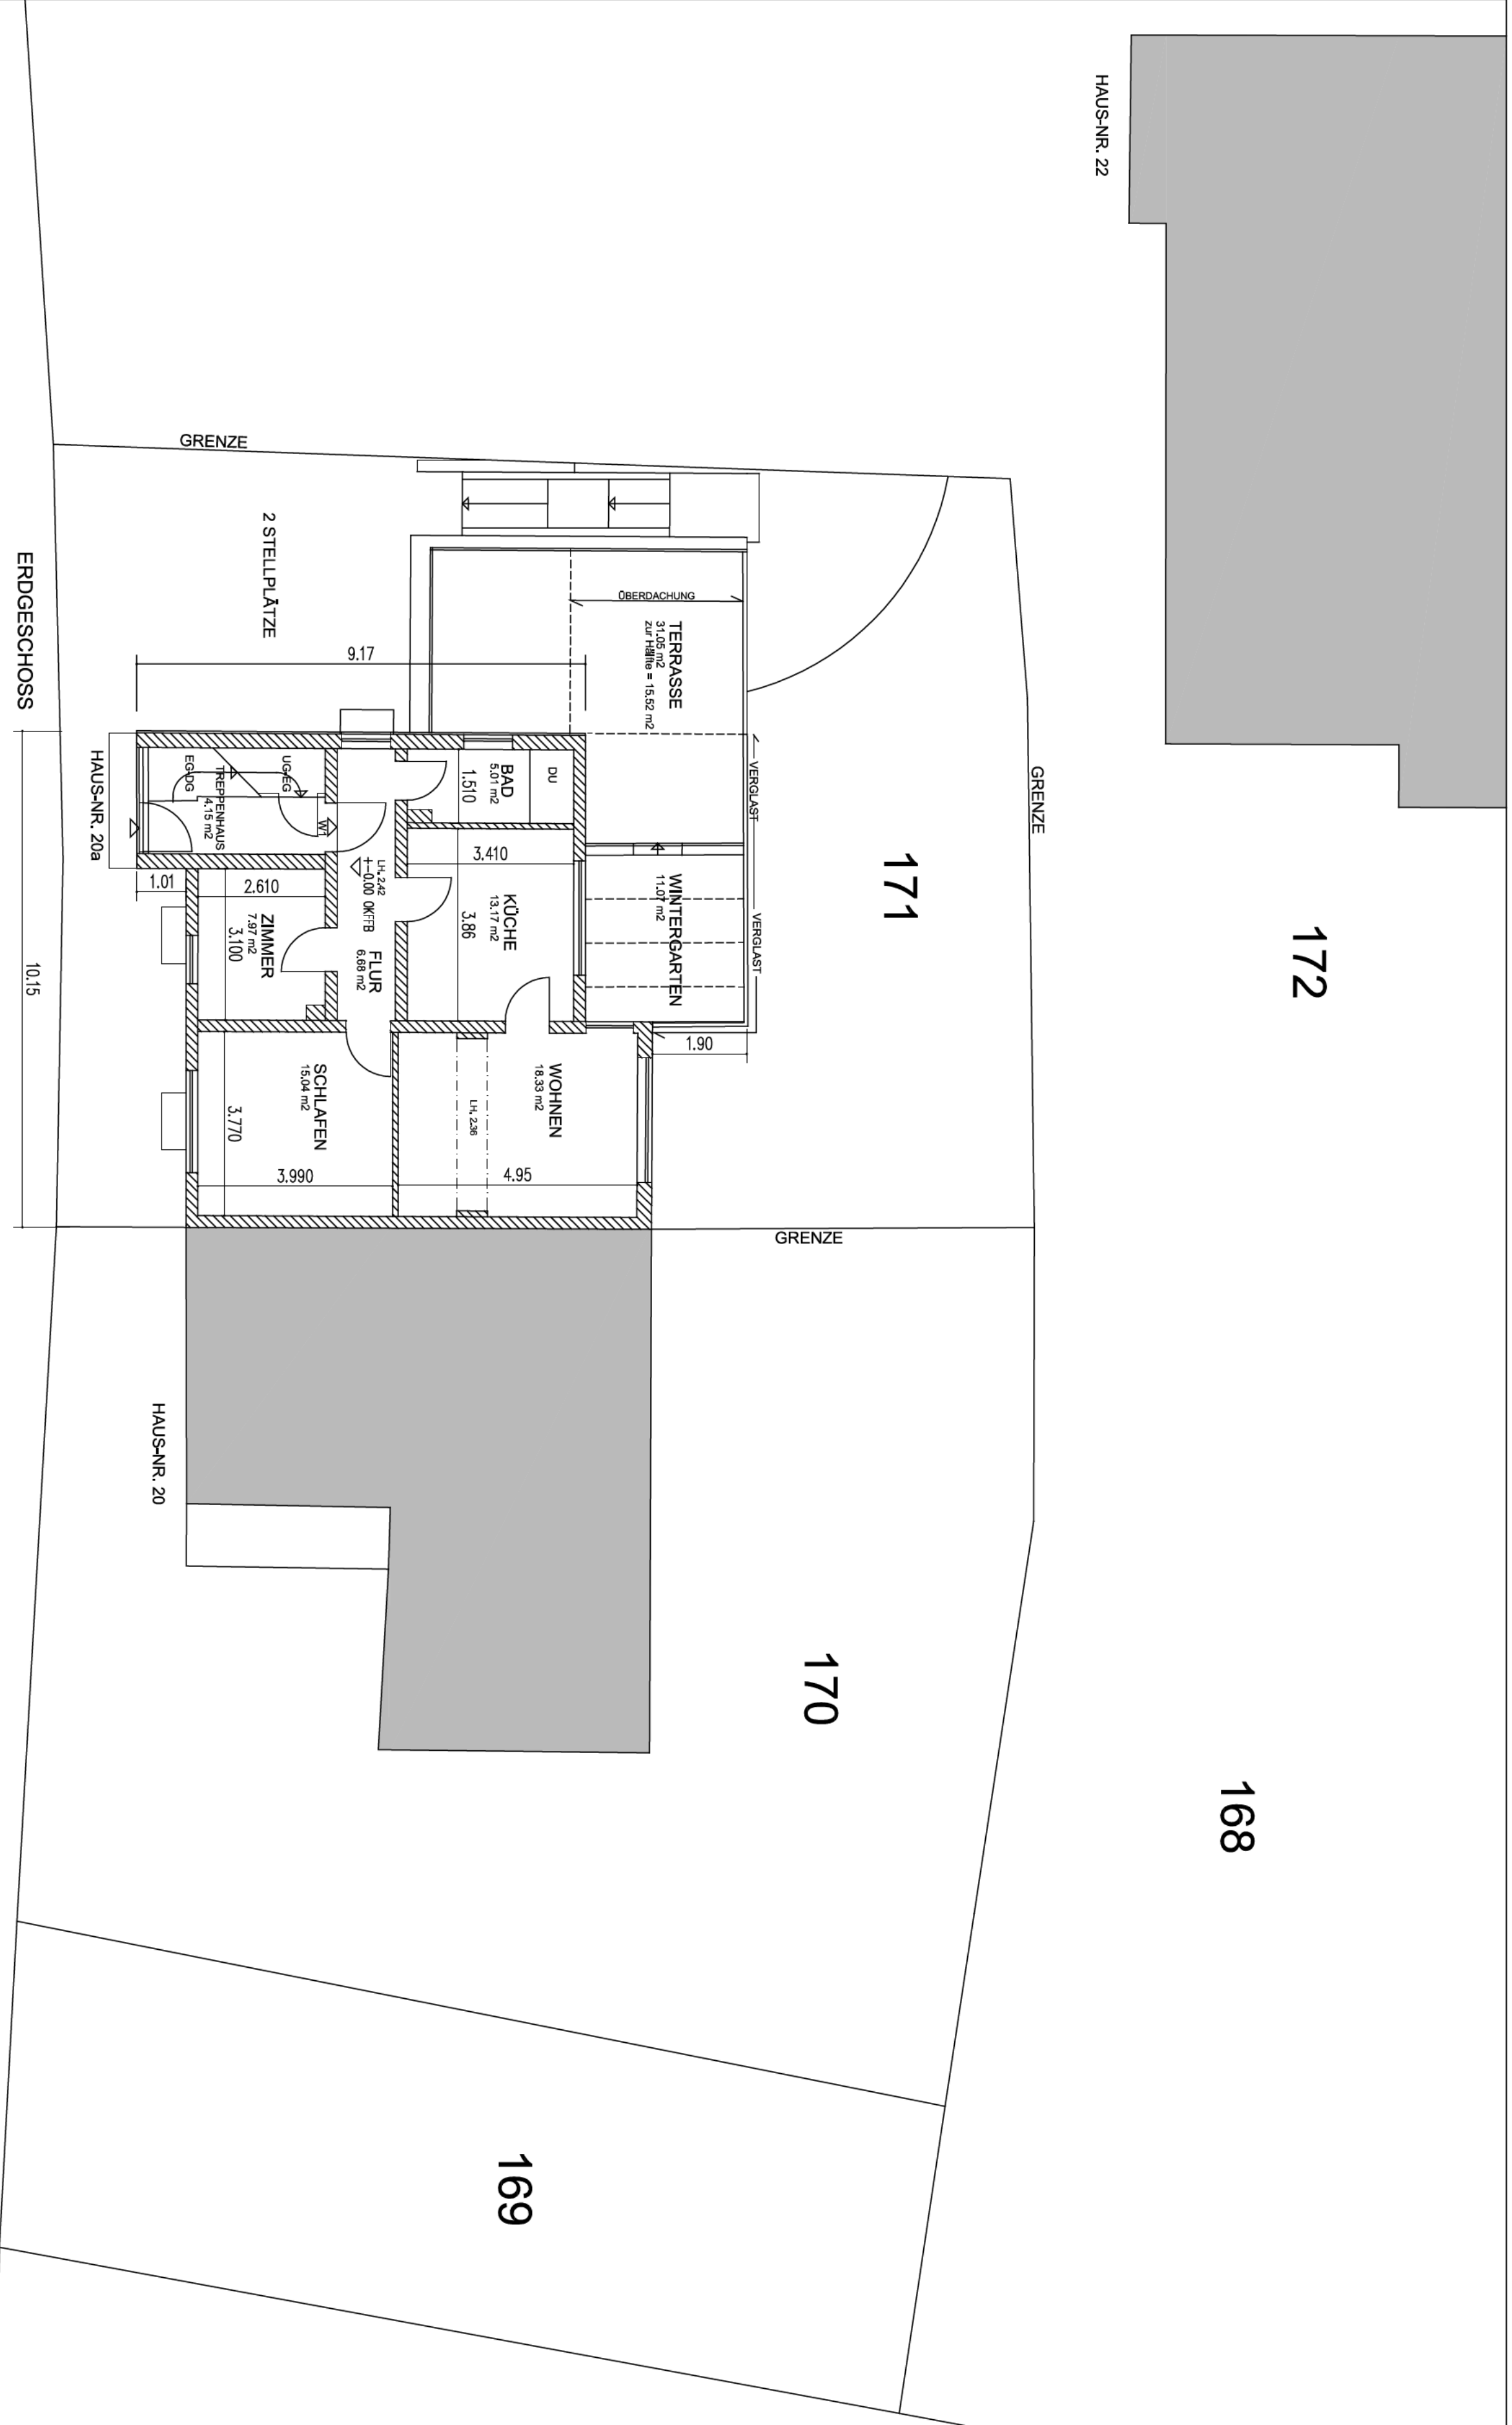 HAUS-NR. 22
172
168
GRENZE
171
170
GRENZE
GRENZE
VERGLAST
VERGLAST
ÜBERDACHUNG
TERRASSE
31.05 m2
zur Hälfte = 15.52 m2
WINTERGARTEN
11.07 m2
1.90
9.17
2 STELLPLÄTZE
DU
BAD
5.01 m2
1.510
KÜCHE
13.17 m2
3.410
3.86
WOHNEN
18.33 m2
LH. 2.36
4.95
LH. 2.42
+-0.00 OKFFB
FLUR
6.68 m2
W1
UG-EG
TREPPENHAUS
4.15 m2
EG-DG
ZIMMER
7.97 m2
2.610
3.100
SCHLAFEN
15.04 m2
3.770
3.990
1.01
HAUS-NR. 20a
HAUS-NR. 20
169
10.15
ERDGESCHOSS